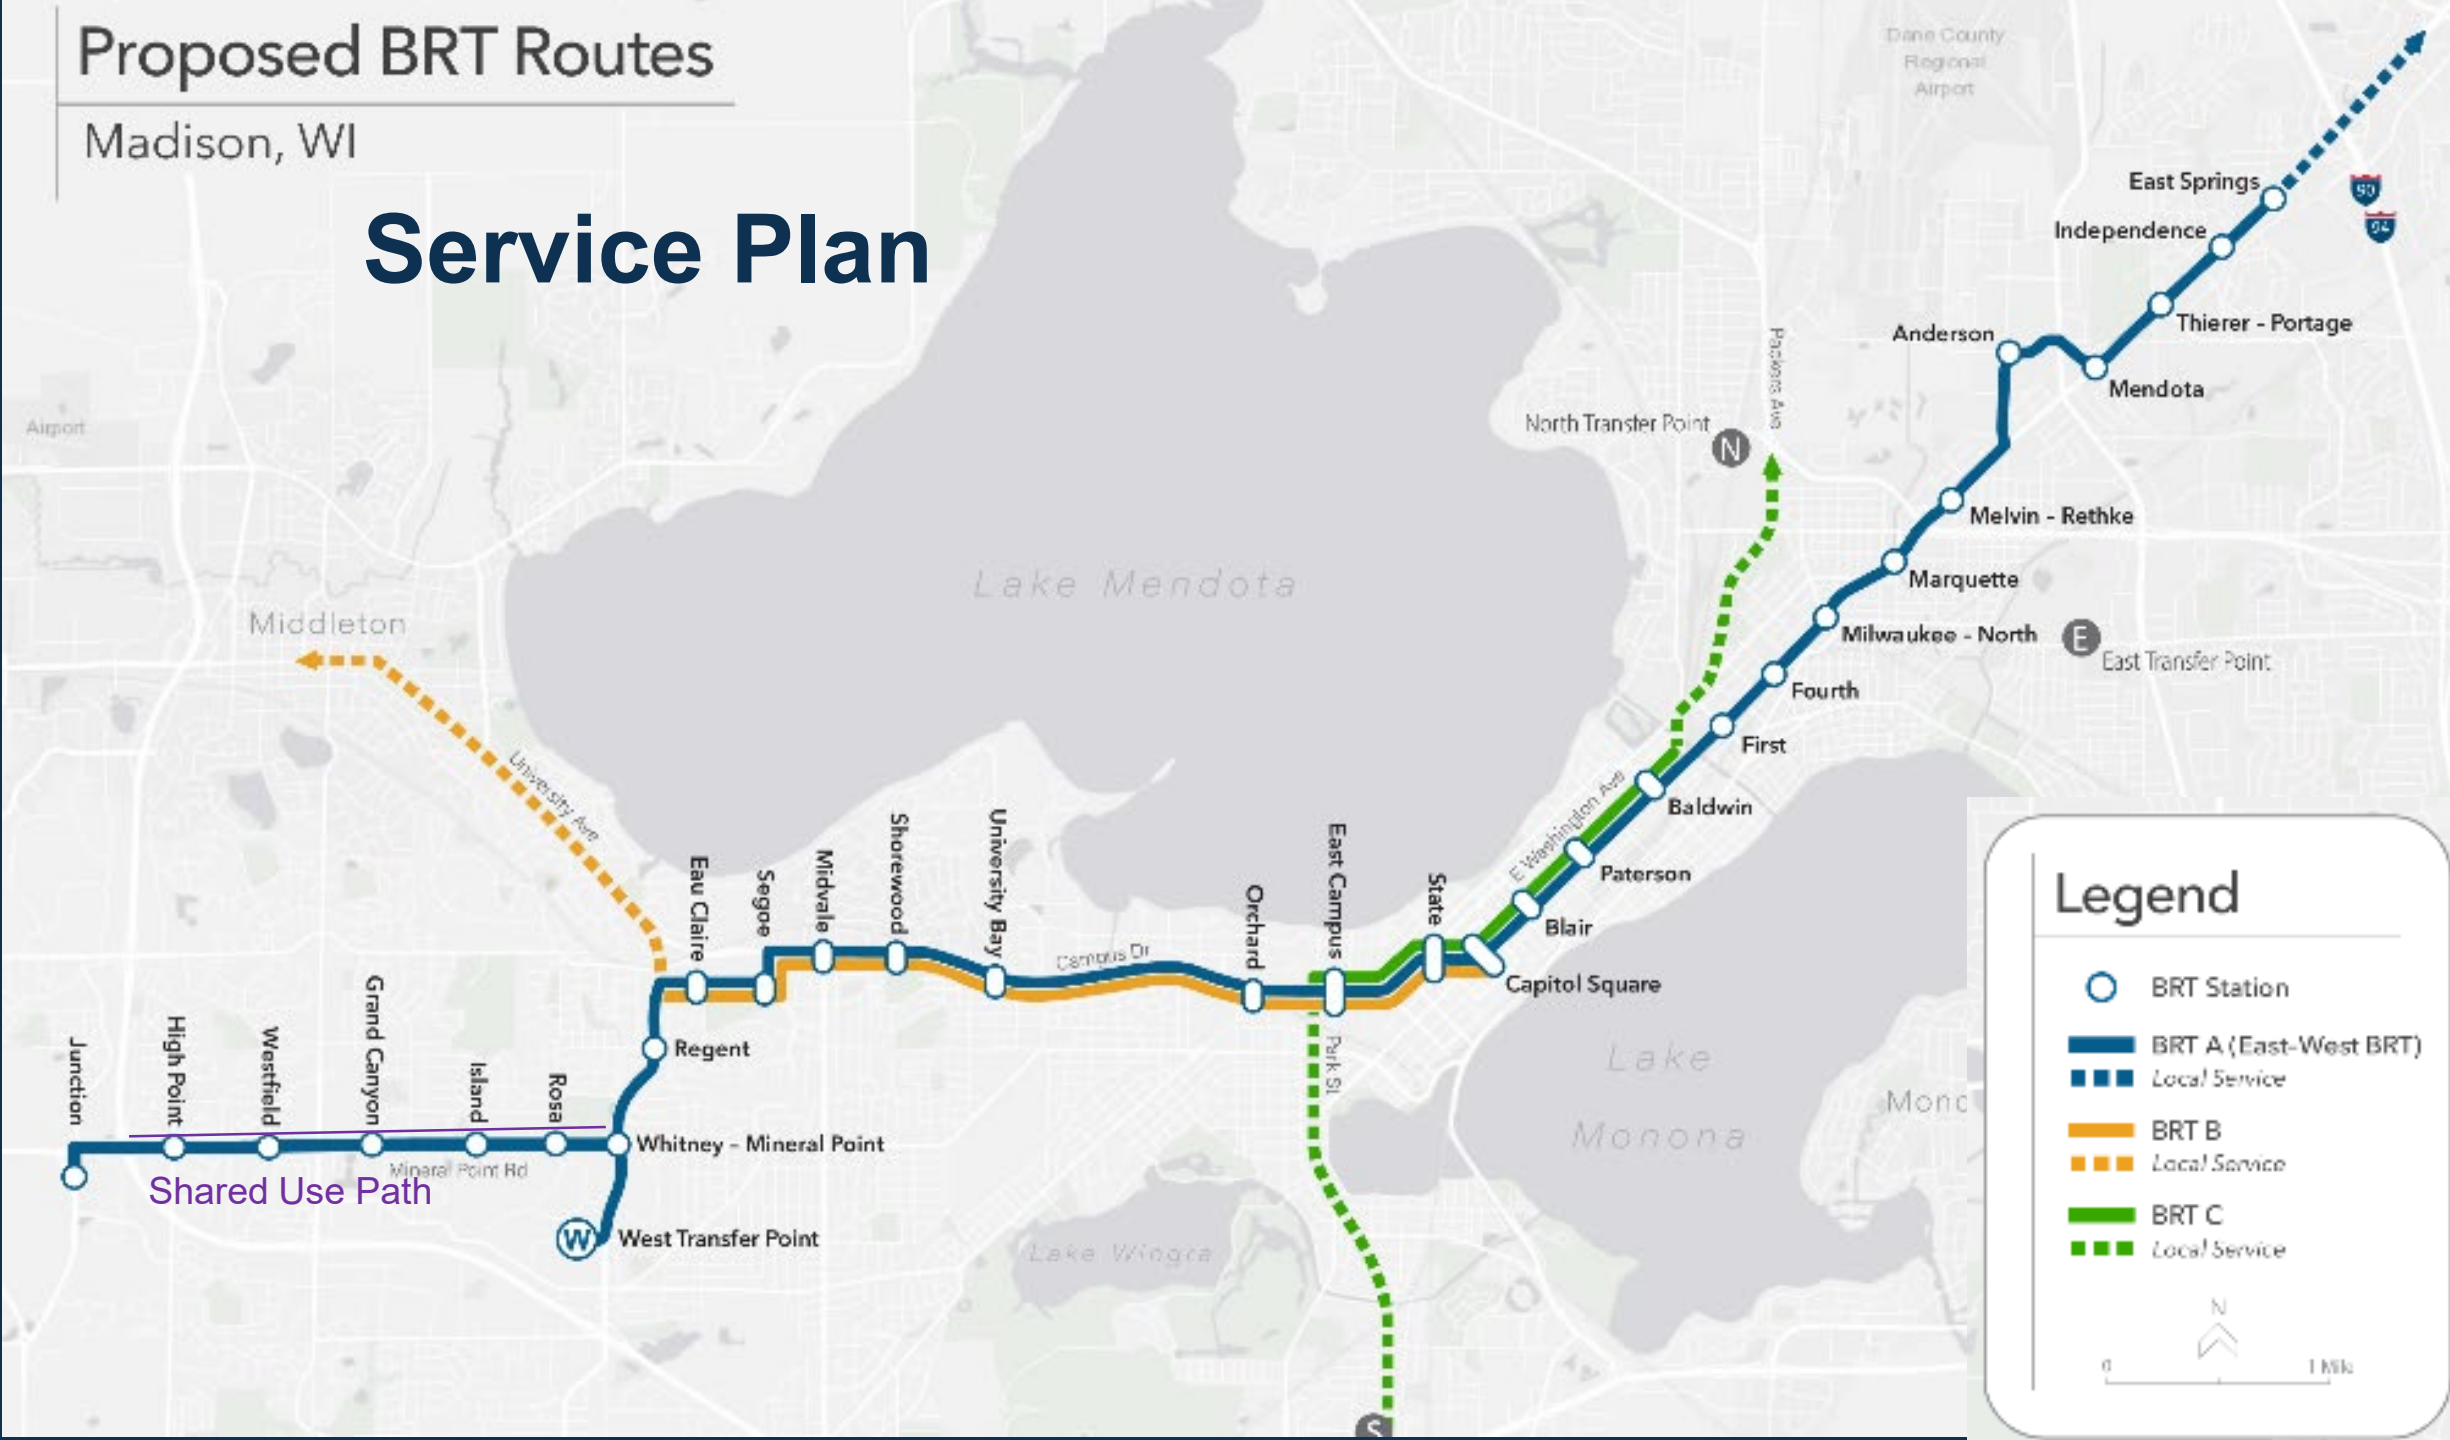 Proposed BRT Routes
Madison, WI
Service Plan
Dane County
Regional
Airport
East Springs
90
94
Independence
Thierer - Portage
Anderson
Mendota
Packers Ave
North Transfer Point
N
Airport
Melvin - Rethke
Lake Mendota
Marquette
Middleton
Milwaukee - North
E
East Transfer Point
Fourth
First
University Ave
E Washington Ave
Baldwin
Paterson
Blair
Capitol Square
Eau Claire
Segoe
Midvale
Shorewood
University Bay
Campus Dr
Orchard
East Campus
State
Park St
Regent
Junction
High Point
Westfield
Grand Canyon
Island
Rosa
Whitney - Mineral Point
Mineral Point Rd
Shared Use Path
W
West Transfer Point
Lake
Monona
Mono
Lake Wingra
S
Legend
BRT Station
BRT A (East-West BRT)
Local Service
BRT B
Local Service
BRT C
Local Service
N
0 1 Mile